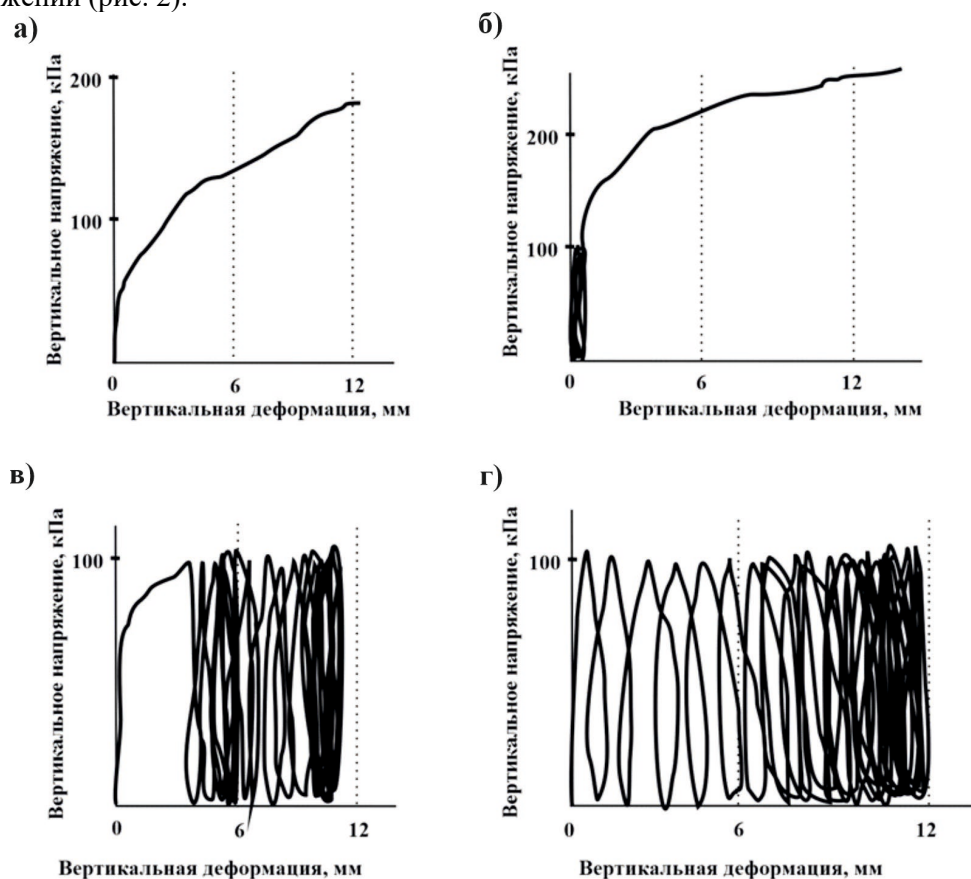 жений (рис. 2).
а)
Вертикальное напряжение, кПа
200
100
0 6 12
Вертикальная деформация, мм
б)
Вертикальное напряжение, кПа
200
100
0 6 12
Вертикальная деформация, мм
в)
Вертикальное напряжение, кПа
100
0 6 12
Вертикальная деформация, мм
г)
Вертикальное напряжение, кПа
100
0 6 12
Вертикальная деформация, мм